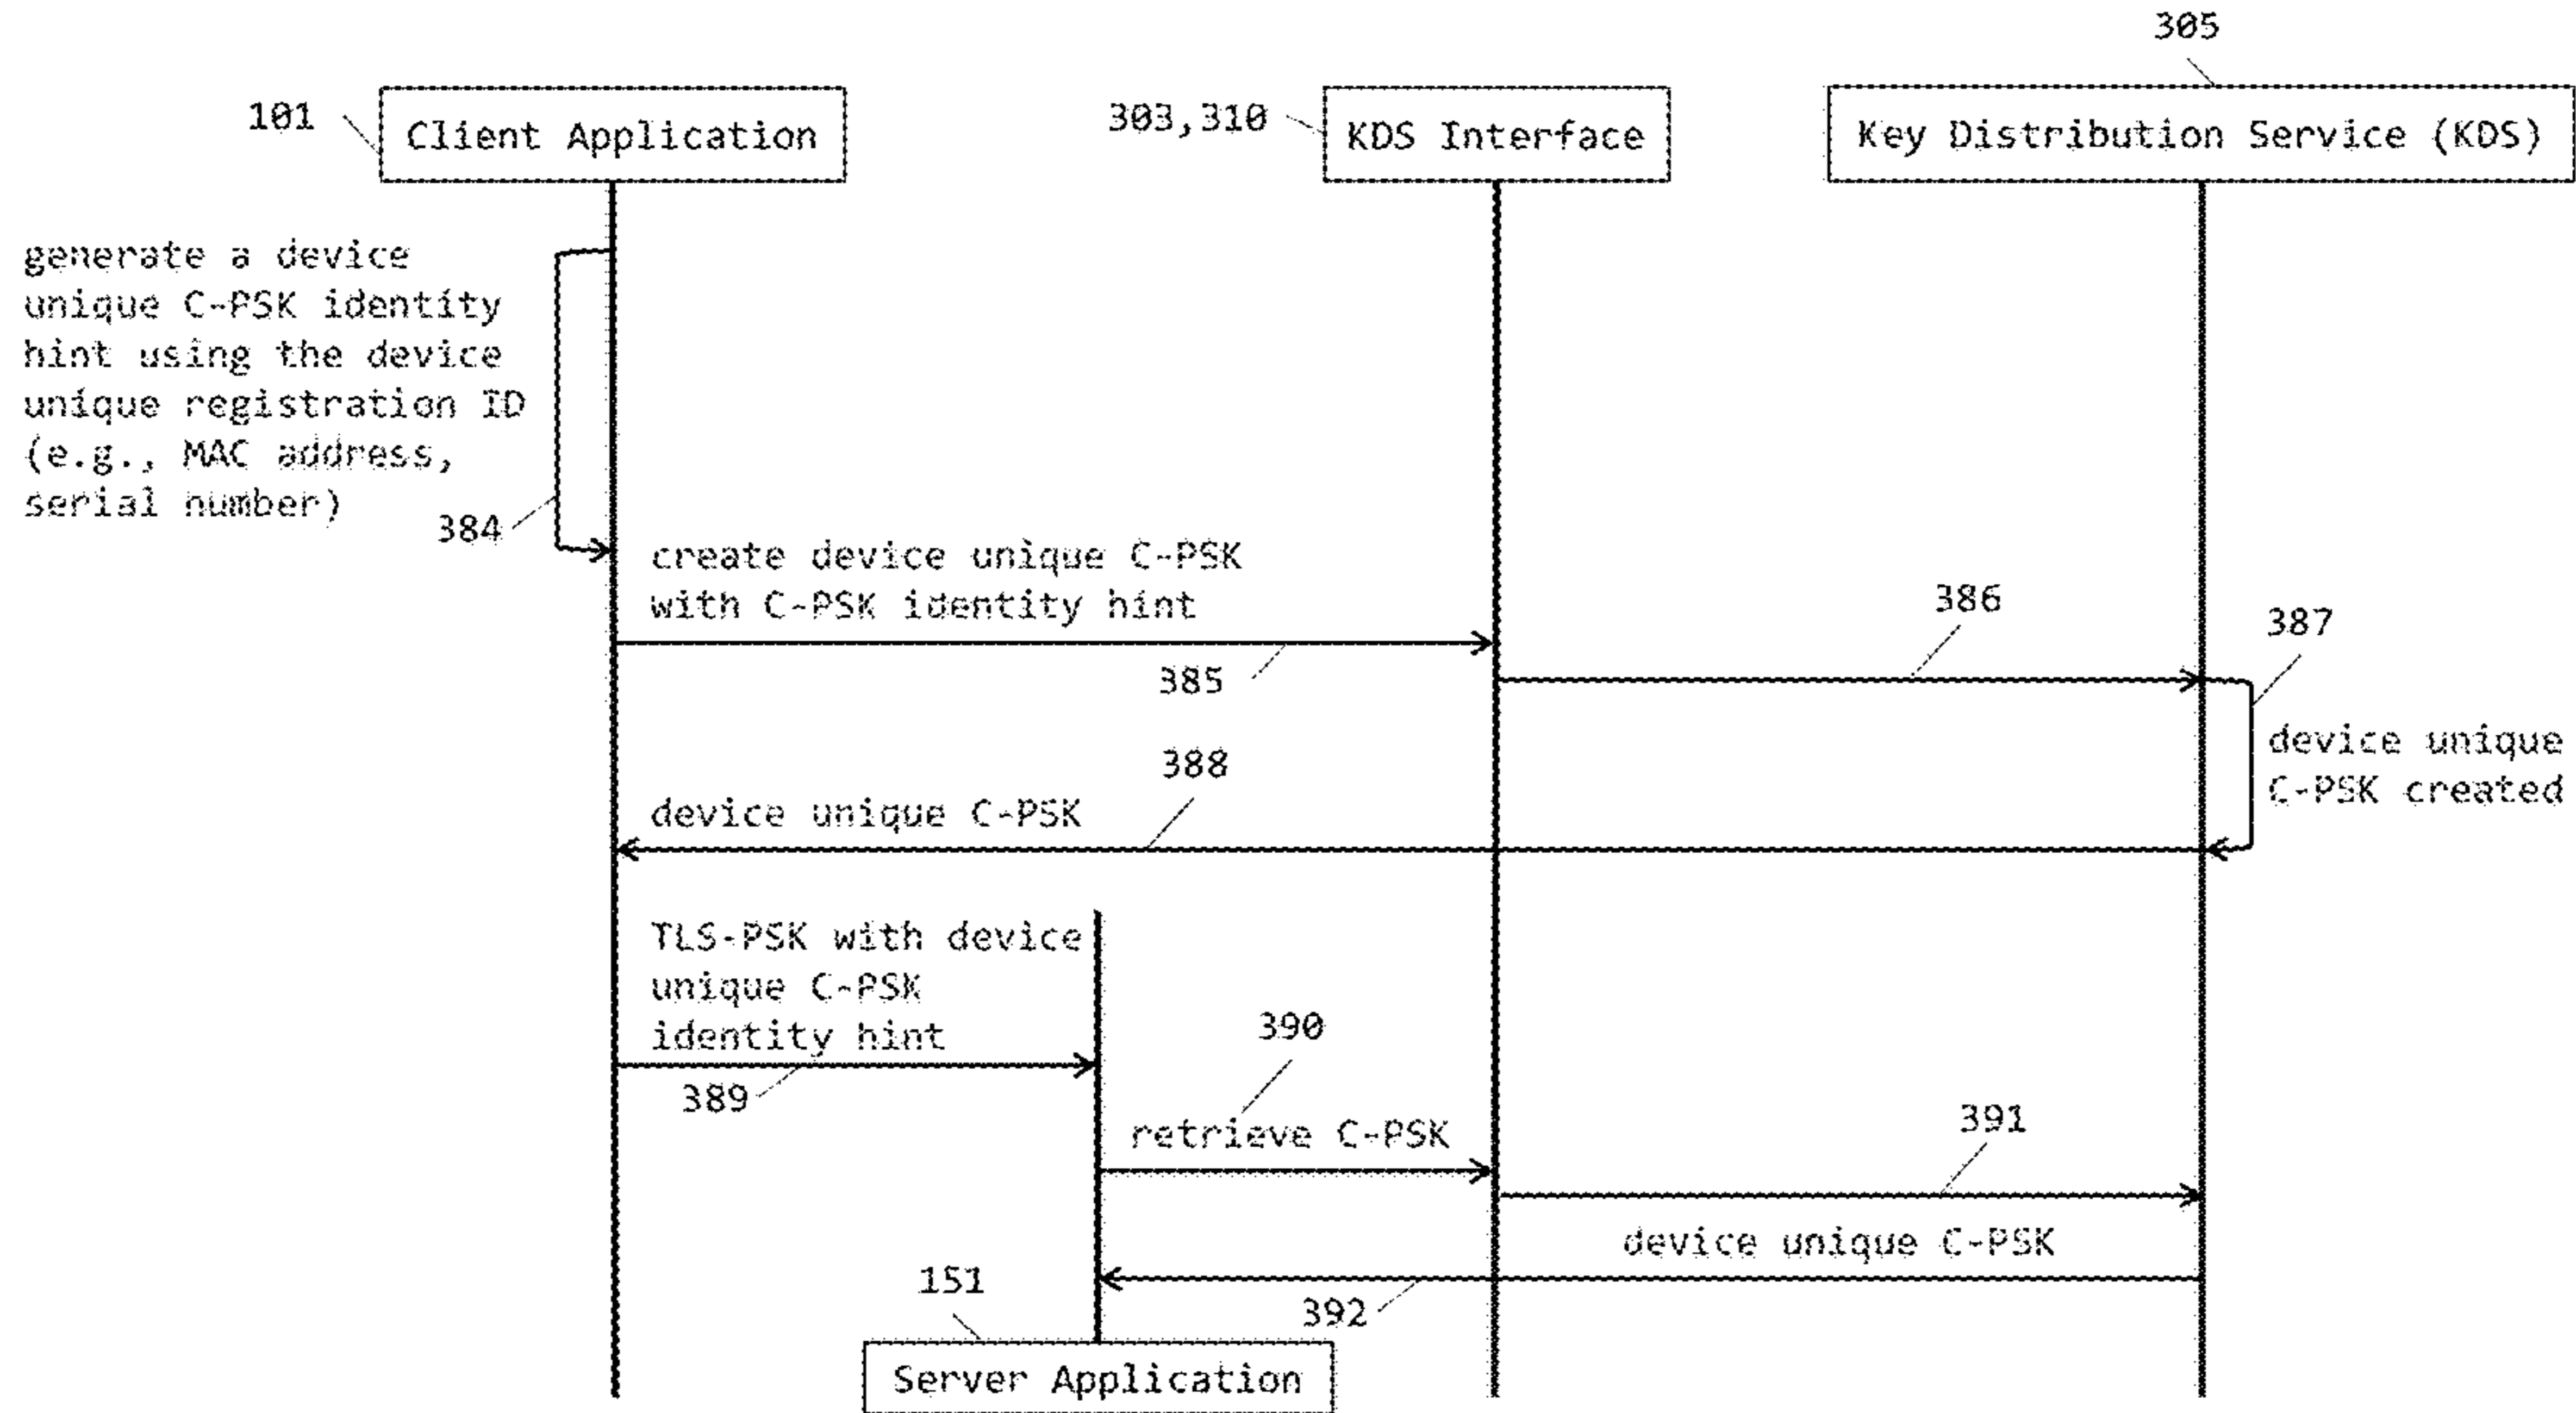 305
101
Client Application
303,310
KDS Interface
Key Distribution Service (KDS)
generate a device
unique C-PSK identity
hint using the device
unique registration ID
(e.g., MAC address,
serial number)
384
create device unique C-PSK
with C-PSK identity hint
385
386
387
device unique
C-PSK created
388
device unique C-PSK
TLS-PSK with device
unique C-PSK
identity hint
389
390
retrieve C-PSK
391
device unique C-PSK
392
151
Server Application